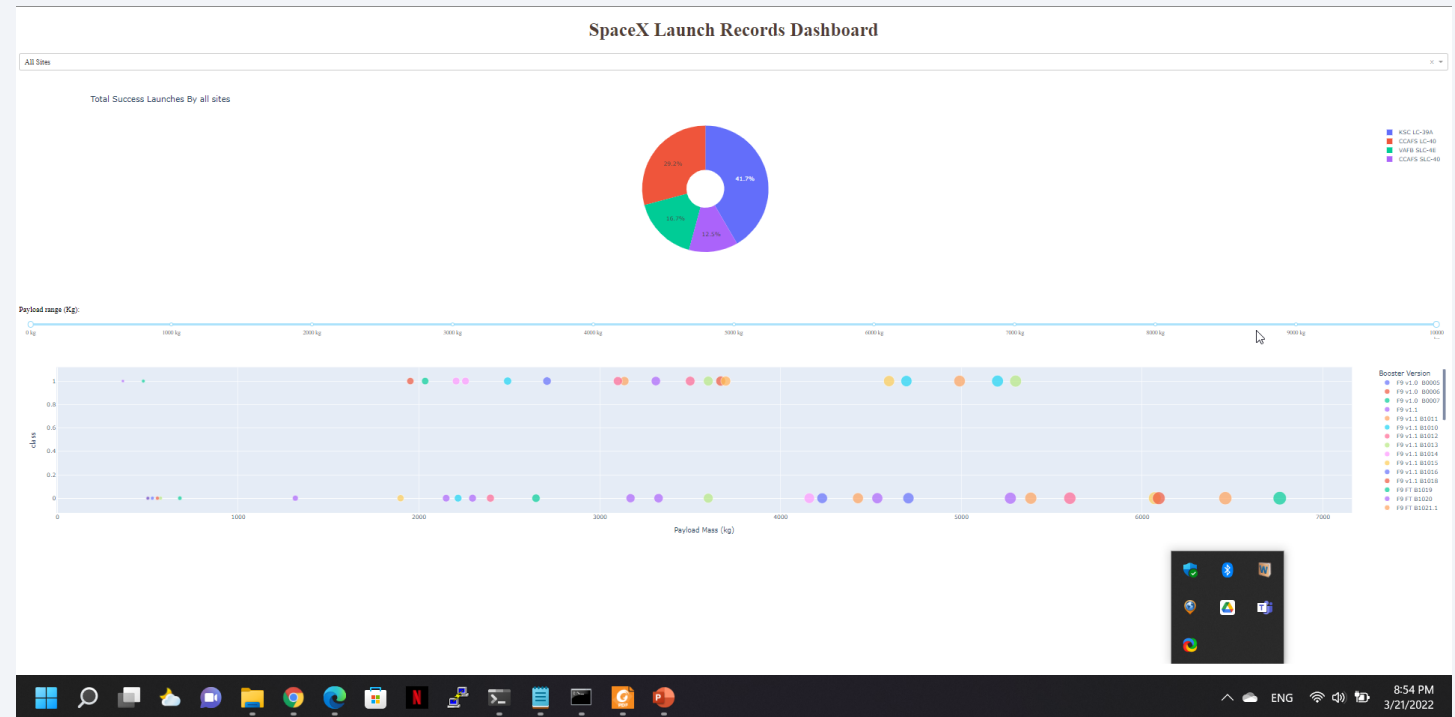 SpaceX Launch Records Dashboard
All Sites
Total Success Launches By all sites
29.2%
41.7%
16.7%
12.5%
KSC LC-39A
CCAFS LC-40
VAFB SLC-4E
CCAFS SLC-40
Payload range (Kg):
0 kg 1000 kg 2000 kg 3000 kg 4000 kg 5000 kg 6000 kg 7000 kg 8000 kg 9000 kg 10000
class
1
0.8
0.6
0.4
0.2
0
0 1000 2000 3000 4000 5000 6000 7000
Payload Mass (kg)
Booster Version
F9 v1.0 B0005
F9 v1.0 B0006
F9 v1.0 B0007
F9 v1.1
F9 v1.1 B1011
F9 v1.1 B1010
F9 v1.1 B1012
F9 v1.1 B1013
F9 v1.1 B1014
F9 v1.1 B1015
F9 v1.1 B1016
F9 v1.1 B1018
F9 FT B1019
F9 FT B1020
F9 FT B1021.1
ENG
8:54 PM
3/21/2022